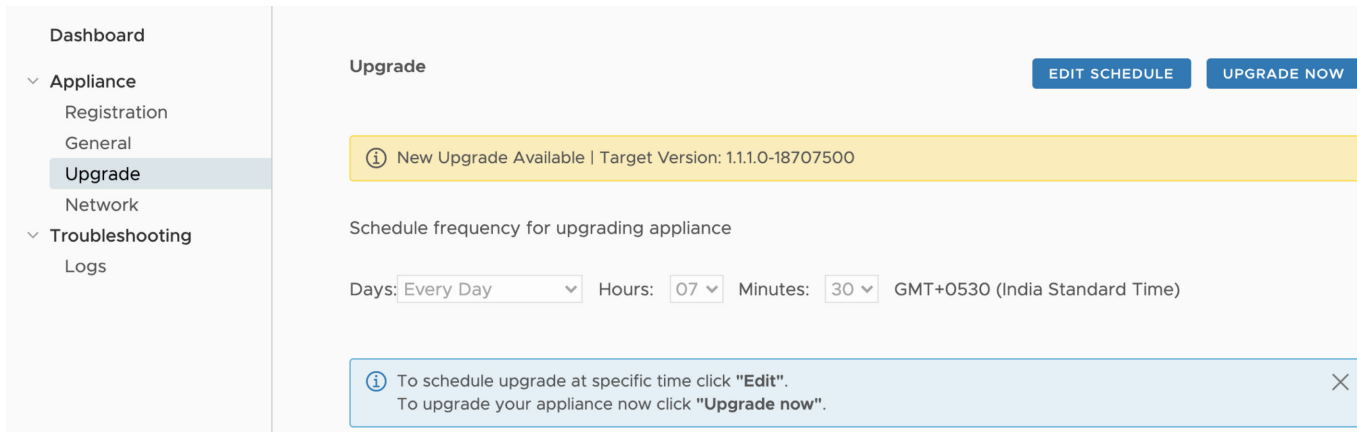 Dashboard
Appliance
Registration
General
Upgrade
Network
Troubleshooting
Logs
Upgrade
EDIT SCHEDULE
UPGRADE NOW
New Upgrade Available | Target Version: 1.1.1.0-18707500
Schedule frequency for upgrading appliance
Days: Every Day Hours: 07 Minutes: 30 GMT+0530 (India Standard Time)
To schedule upgrade at specific time click "Edit".
To upgrade your appliance now click "Upgrade now".